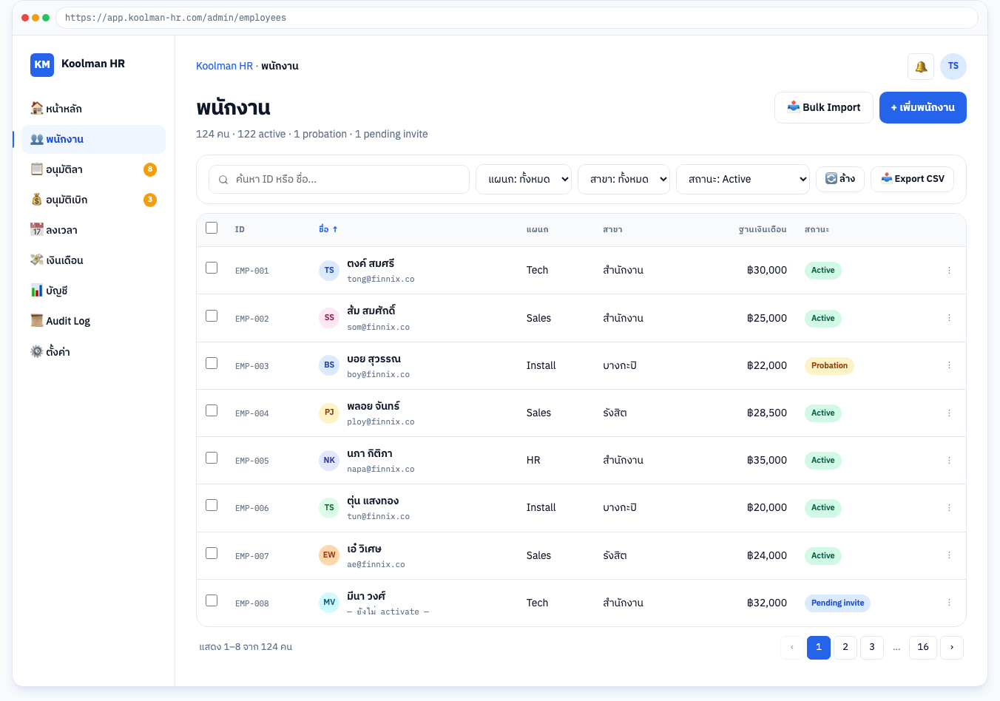 https://app.koolman-hr.com/admin/employees
KM Koolman HR
หน้าหลัก
พนักงาน
อนุมัติลา 8
อนุมัติเบิก 3
17 ลงเวลา
เงินเดือน
บัญชี
Audit Log
ตั้งค่า
Koolman HR · พนักงาน
TS
พนักงาน
124 คน · 122 active · 1 probation · 1 pending invite
Bulk Import
+ เพิ่มพนักงาน
ค้นหา ID หรือ ชื่อ...
แผนก: ทั้งหมด
สาขา: ทั้งหมด
สถานะ: Active
ล้าง
Export CSV
ID ชื่อ ↑ แผนก สาขา ฐานเงินเดือน สถานะ
EMP-001 TS ตงค์ สมศรี Tech สำนักงาน ฿30,000 Active ⋮
tong@finnix.co
EMP-002 SS ส้ม สมศักดิ์ Sales สำนักงาน ฿25,000 Active ⋮
som@finnix.co
EMP-003 BS บอย สุวรรณ Install บางกะปิ ฿22,000 Probation ⋮
boy@finnix.co
EMP-004 PJ พลอย จันทร์ Sales รังสิต ฿28,500 Active ⋮
ploy@finnix.co
EMP-005 NK นภา กิติภา HR สำนักงาน ฿35,000 Active ⋮
napa@finnix.co
EMP-006 TS ตุ่น แสงทอง Install บางกะปิ ฿20,000 Active ⋮
tun@finnix.co
EMP-007 EW เอ๋ วิเศษ Sales รังสิต ฿24,000 Active ⋮
ae@finnix.co
EMP-008 MV มีนา วงศ์ Tech สำนักงาน ฿32,000 Pending invite ⋮
— ยังไม่ activate —
แสดง 1–8 จาก 124 คน
‹ 1 2 3 … 16 ›